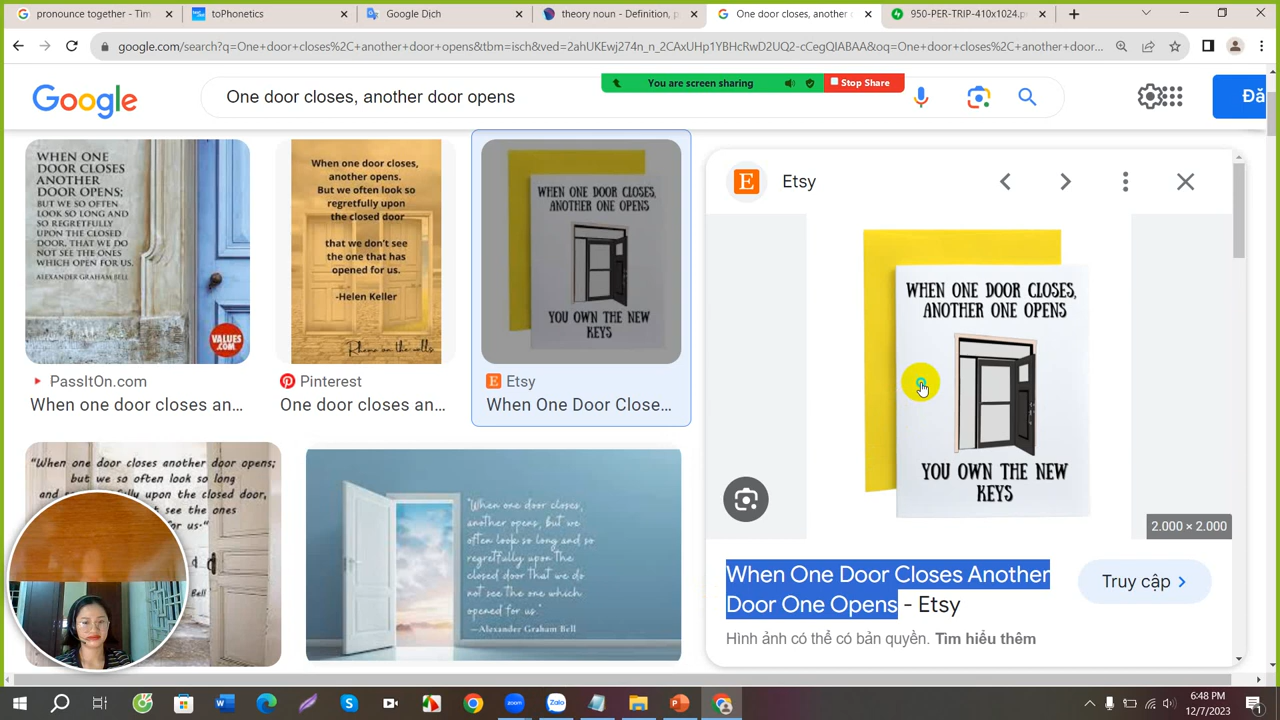 pronounce together - Tim
toPhonetics
Google Dịch
theory noun - Definition, p
One door closes, another
950-PER-TRIP-410x1024.p
google.com/search?q=One+door+closes%2C+another+door+opens&tbm=isch&ved=2ahUKEwj274n_n_2CAxUHp1YBHcRwD2UQ2-cCegQIABAA&oq=One+door+closes%2C+another+door...
Google
One door closes, another door opens
You are screen sharing
Stop Share
Đă
WHEN ONE
DOOR CLOSES
ANOTHER
DOOR OPENS;
BUT WE SO OFTEN
LOOK SO LONG AND
SO REGRETFULLY UPON
THE CLOSED
DOOR, THAT WE DO
NOT SEE THE ONES
WHICH OPEN FOR US.
ALEXANDER GRAHAM BELL
VALUES
.COM
PassItOn.com
When one door closes an...
When one door closes,
another opens.
But we often look so
regretfully upon
the closed door
that we don't see
the one that has
opened for us.
-Helen Keller
Rheme on the walls
Pinterest
One door closes an...
WHEN ONE DOOR CLOSES,
ANOTHER ONE OPENS
YOU OWN THE NEW
KEYS
Etsy
When One Door Close...
"When one door closes another door opens;
but we so often look so long
and so regretfully upon the closed door,
t we see the ones
for us."
Bell
"When one door closes,
another opens, but we
often look so long and so
regretfully upon the
closed door that we do
not see the one which
opened for us."
—Alexander Graham Bell
Etsy
WHEN ONE DOOR CLOSES,
ANOTHER ONE OPENS
YOU OWN THE NEW
KEYS
2.000 × 2.000
When One Door Closes Another
Door One Opens - Etsy
Truy cập
Hình ảnh có thể có bản quyền. Tìm hiểu thêm
6:48 PM
12/7/2023